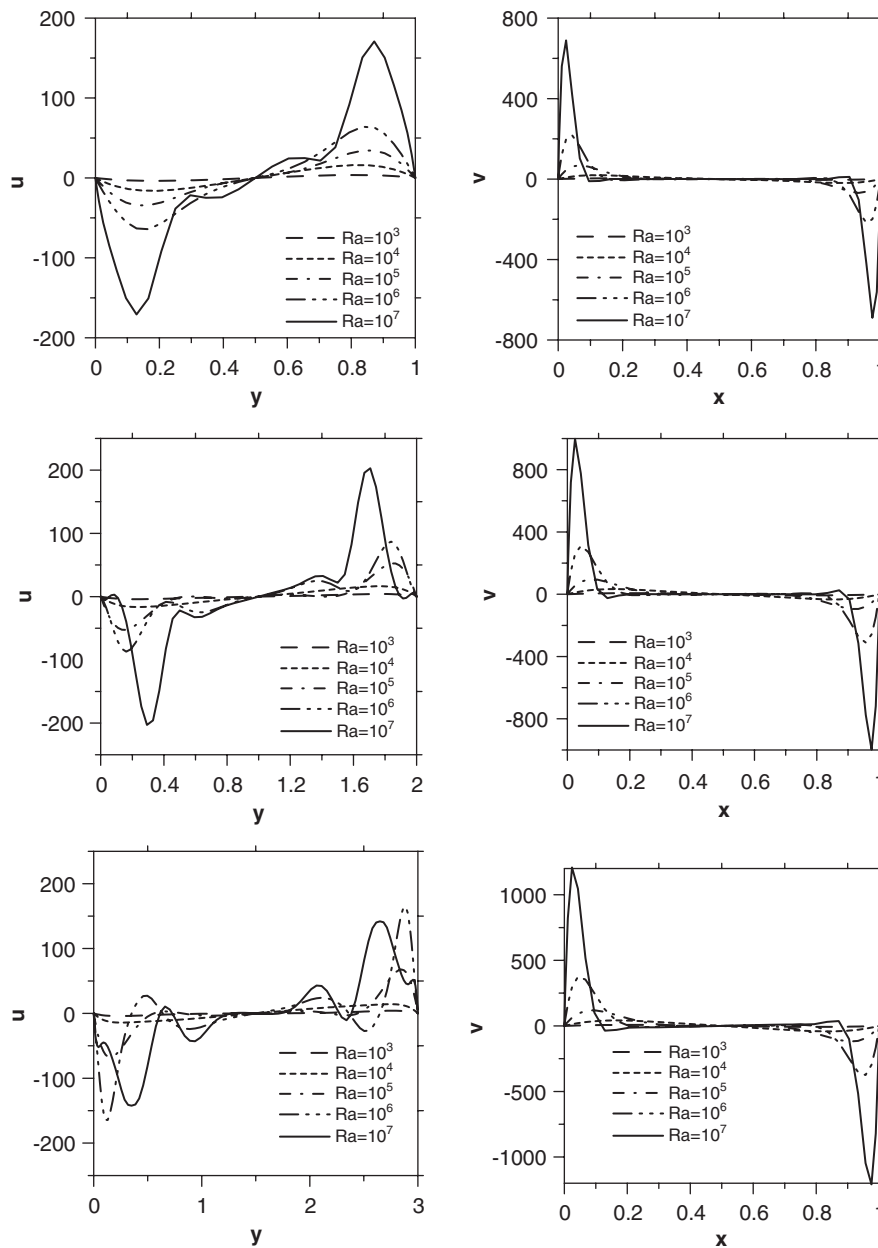 200
100
0
-100
-200
u
Ra=10³
Ra=10⁴
Ra=10⁵
Ra=10⁶
Ra=10⁷
0 0.2 0.4 0.6 0.8 1
y
800
400
0
-400
-800
v
Ra=10³
Ra=10⁴
Ra=10⁵
Ra=10⁶
Ra=10⁷
0 0.2 0.4 0.6 0.8 1
x
200
100
0
-100
-200
u
Ra=10³
Ra=10⁴
Ra=10⁵
Ra=10⁶
Ra=10⁷
0 0.4 0.8 1.2 1.6 2
y
800
400
0
-400
-800
v
Ra=10³
Ra=10⁴
Ra=10⁵
Ra=10⁶
Ra=10⁷
0 0.2 0.4 0.6 0.8 1
x
200
100
0
-100
-200
u
Ra=10³
Ra=10⁴
Ra=10⁵
Ra=10⁶
Ra=10⁷
0 1 2 3
y
1000
500
0
-500
-1000
v
Ra=10³
Ra=10⁴
Ra=10⁵
Ra=10⁶
Ra=10⁷
0 0.2 0.4 0.6 0.8 1
x